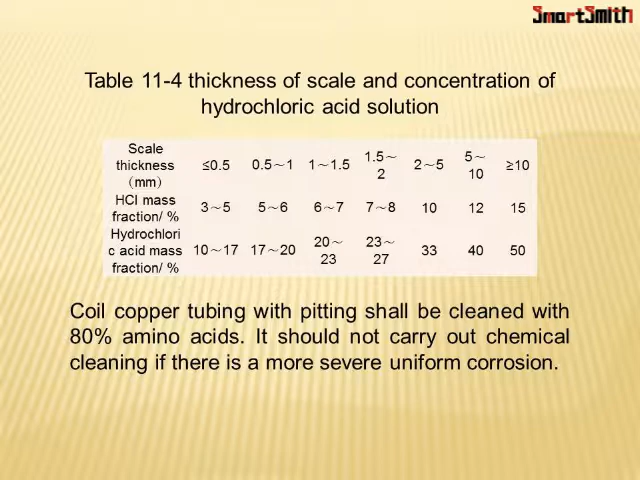 SmartSmith
Table 11-4 thickness of scale and concentration of
hydrochloric acid solution
Scale thickness（mm） ≤0.5 0.5～1 1～1.5 1.5～2 2～5 5～10 ≥10
HCl mass fraction/ % 3～5 5～6 6～7 7～8 10 12 15
Hydrochloric acid mass fraction/ % 10～17 17～20 20～23 23～27 33 40 50
Coil copper tubing with pitting shall be cleaned with
80% amino acids. It should not carry out chemical
cleaning if there is a more severe uniform corrosion.